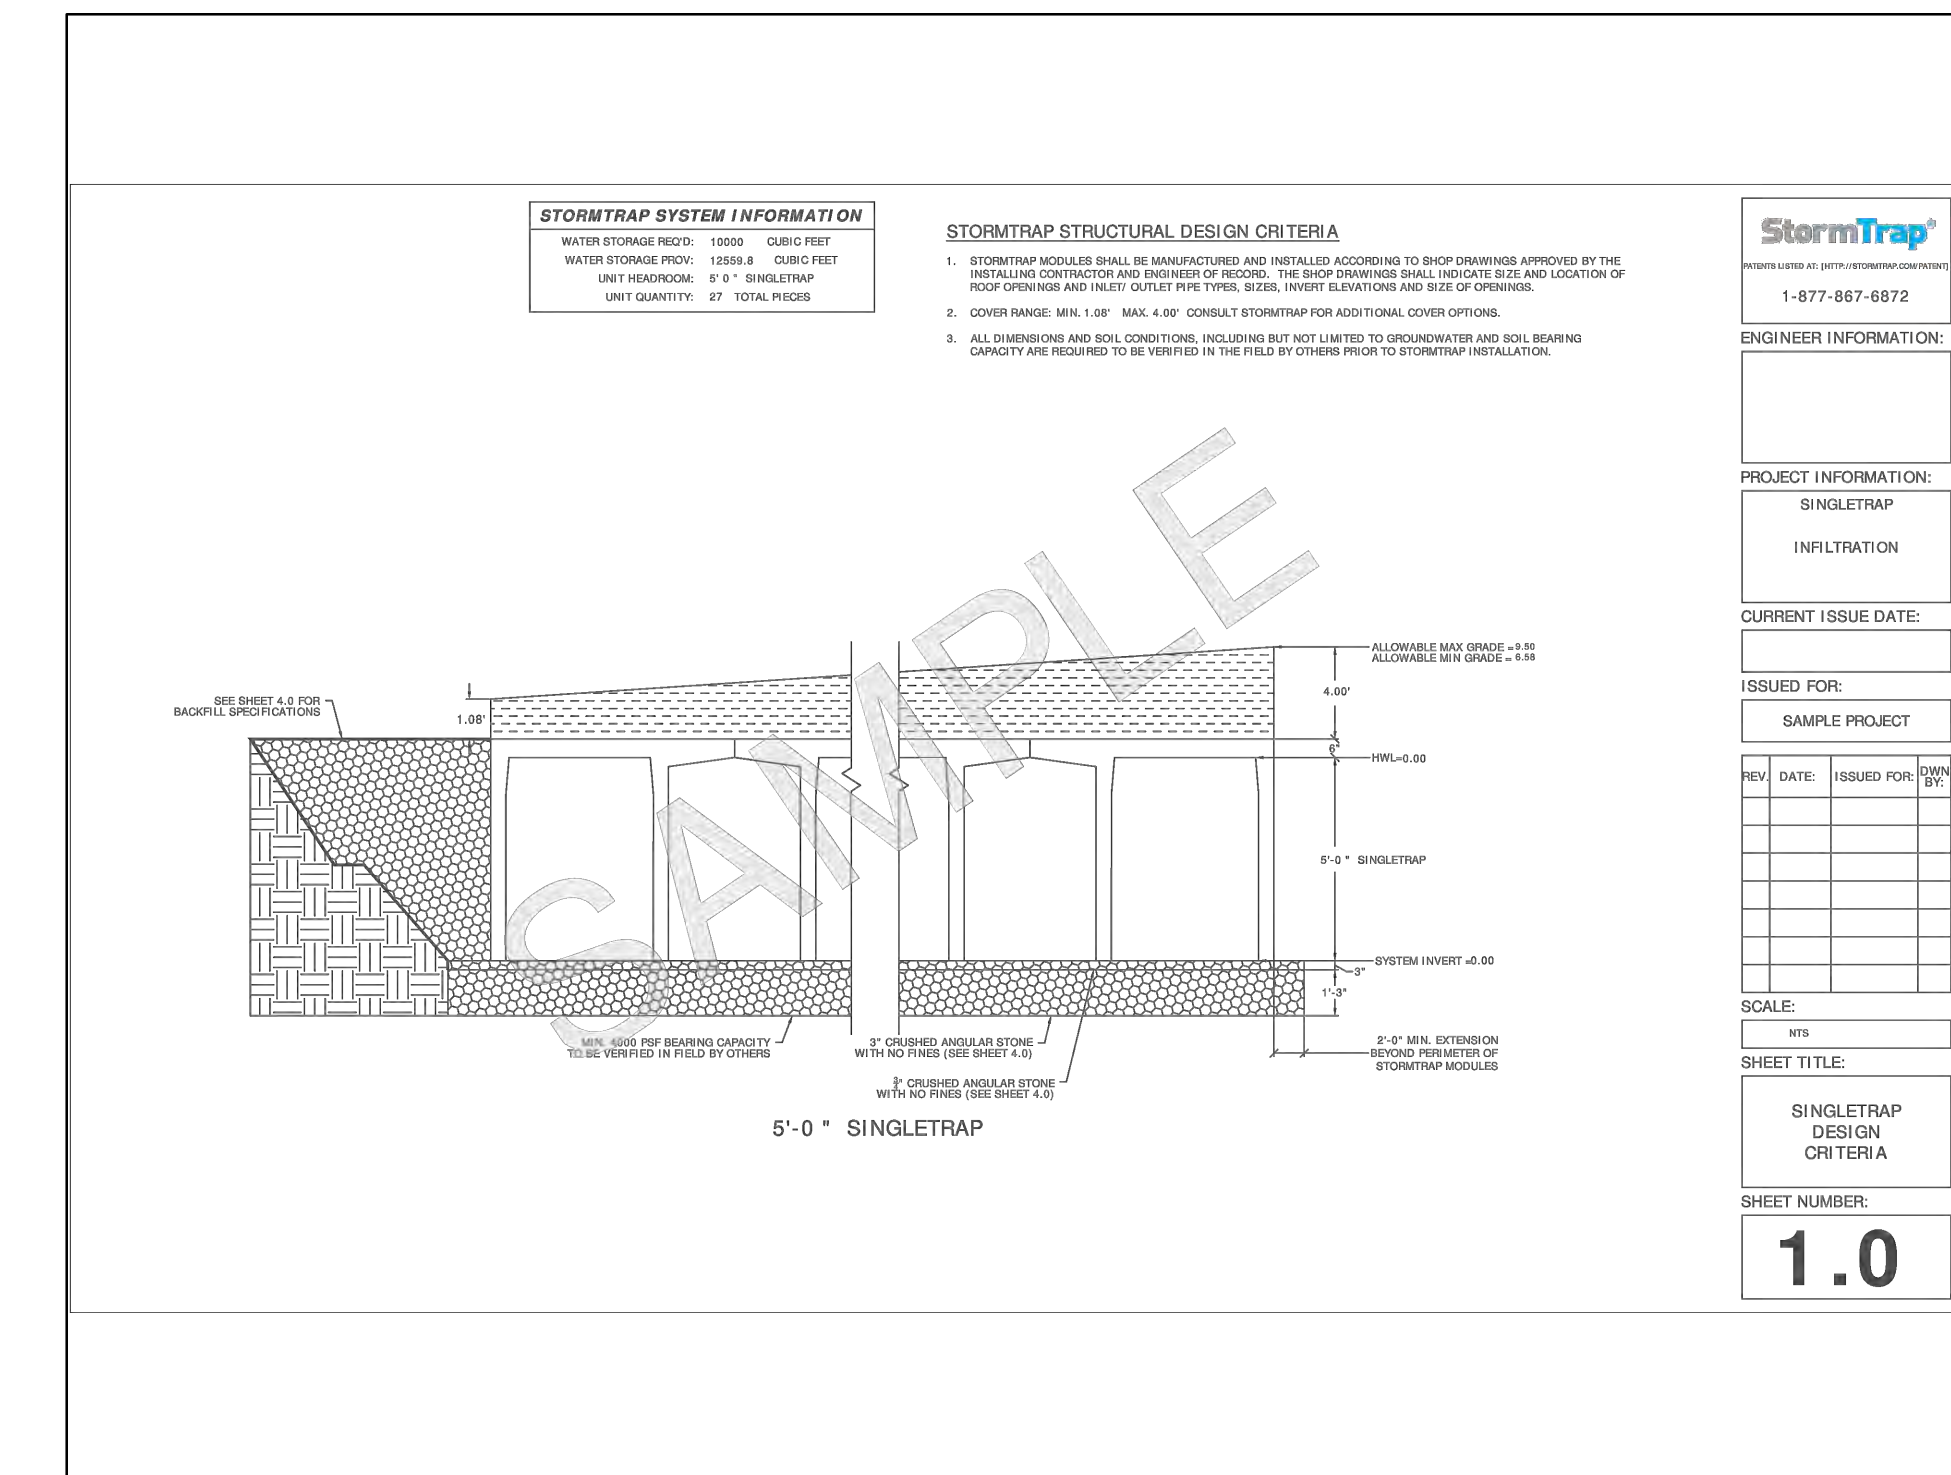 STORMTRAP SYSTEM INFORMATION
WATER STORAGE REQ'D: 10000 CUBIC FEET
WATER STORAGE PROV: 12559.8 CUBIC FEET
UNIT HEADROOM: 5' 0 " SINGLETRAP
UNIT QUANTITY: 27 TOTAL PIECES
STORMTRAP STRUCTURAL DESIGN CRITERIA
1. STORMTRAP MODULES SHALL BE MANUFACTURED AND INSTALLED ACCORDING TO SHOP DRAWINGS APPROVED BY THE
INSTALLING CONTRACTOR AND ENGINEER OF RECORD. THE SHOP DRAWINGS SHALL INDICATE SIZE AND LOCATION OF
ROOF OPENINGS AND INLET/ OUTLET PIPE TYPES, SIZES, INVERT ELEVATIONS AND SIZE OF OPENINGS.
2. COVER RANGE: MIN. 1.08' MAX. 4.00' CONSULT STORMTRAP FOR ADDITIONAL COVER OPTIONS.
3. ALL DIMENSIONS AND SOIL CONDITIONS, INCLUDING BUT NOT LIMITED TO GROUNDWATER AND SOIL BEARING
CAPACITY ARE REQUIRED TO BE VERIFIED IN THE FIELD BY OTHERS PRIOR TO STORMTRAP INSTALLATION.
SAMPLE
ALLOWABLE MAX GRADE = 9.50
ALLOWABLE MIN GRADE = 6.58
4.00'
SEE SHEET 4.0 FOR
BACKFILL SPECIFICATIONS
1.08'
6"
HWL=0.00
5'-0 " SINGLETRAP
SYSTEM INVERT =0.00
3"
1'-3"
MIN. 4000 PSF BEARING CAPACITY
TO BE VERIFIED IN FIELD BY OTHERS
3" CRUSHED ANGULAR STONE
WITH NO FINES (SEE SHEET 4.0)
3/4" CRUSHED ANGULAR STONE
WITH NO FINES (SEE SHEET 4.0)
2'-0" MIN. EXTENSION
BEYOND PERIMETER OF
STORMTRAP MODULES
5'-0 " SINGLETRAP
StormTrap®
PATENTS LISTED AT: [HTTP://STORMTRAP.COM/PATENT]
1-877-867-6872
ENGINEER INFORMATION:
PROJECT INFORMATION:
SINGLETRAP
INFILTRATION
CURRENT ISSUE DATE:
ISSUED FOR:
SAMPLE PROJECT
REV. DATE: ISSUED FOR: DWN BY:
SCALE:
NTS
SHEET TITLE:
SINGLETRAP
DESIGN
CRITERIA
SHEET NUMBER:
1.0